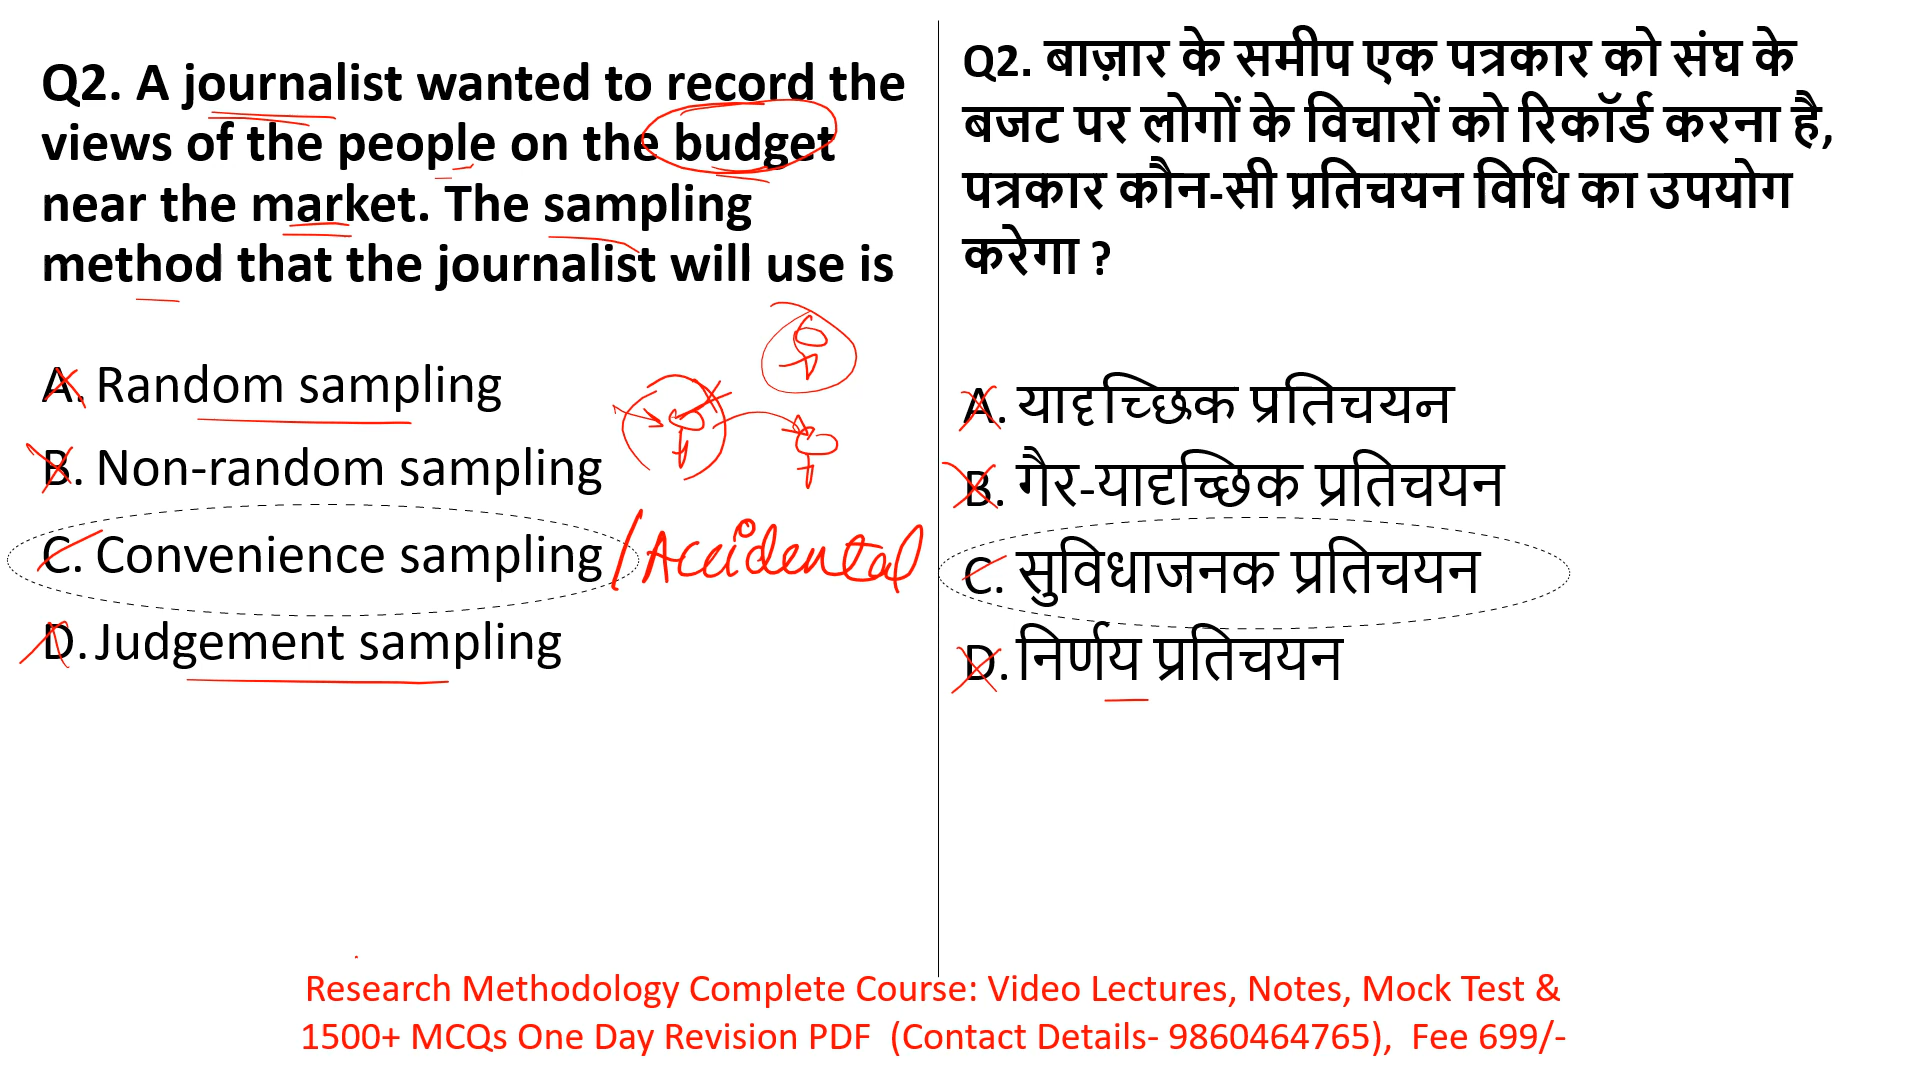 Q2. A journalist wanted to record the
views of the people on the budget
near the market. The sampling
method that the journalist will use is
A. Random sampling
B. Non-random sampling
C. Convenience sampling /Accidental
D. Judgement sampling
Q2. बाज़ार के समीप एक पत्रकार को संघ के
बजट पर लोगों के विचारों को रिकॉर्ड करना है,
पत्रकार कौन-सी प्रतिचयन विधि का उपयोग
करेगा ?
A. यादृच्छिक प्रतिचयन
B. गैर-यादृच्छिक प्रतिचयन
C. सुविधाजनक प्रतिचयन
D. निर्णय प्रतिचयन
Research Methodology Complete Course: Video Lectures, Notes, Mock Test &
1500+ MCQs One Day Revision PDF (Contact Details- 9860464765), Fee 699/-